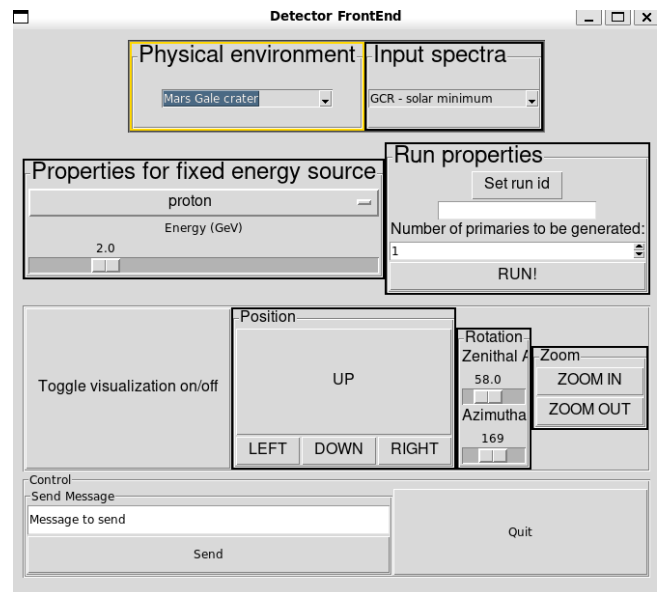 Detector FrontEnd
Physical environment
Input spectra
Mars Gale crater
GCR - solar minimum
Properties for fixed energy source
proton
Energy (GeV)
2.0
Run properties
Set run id
Number of primaries to be generated:
1
RUN!
Toggle visualization on/off
Position
UP
LEFT DOWN RIGHT
Rotation
Zenithal A
58.0
Azimutha
169
Zoom
ZOOM IN
ZOOM OUT
Control
Send Message
Message to send
Send
Quit